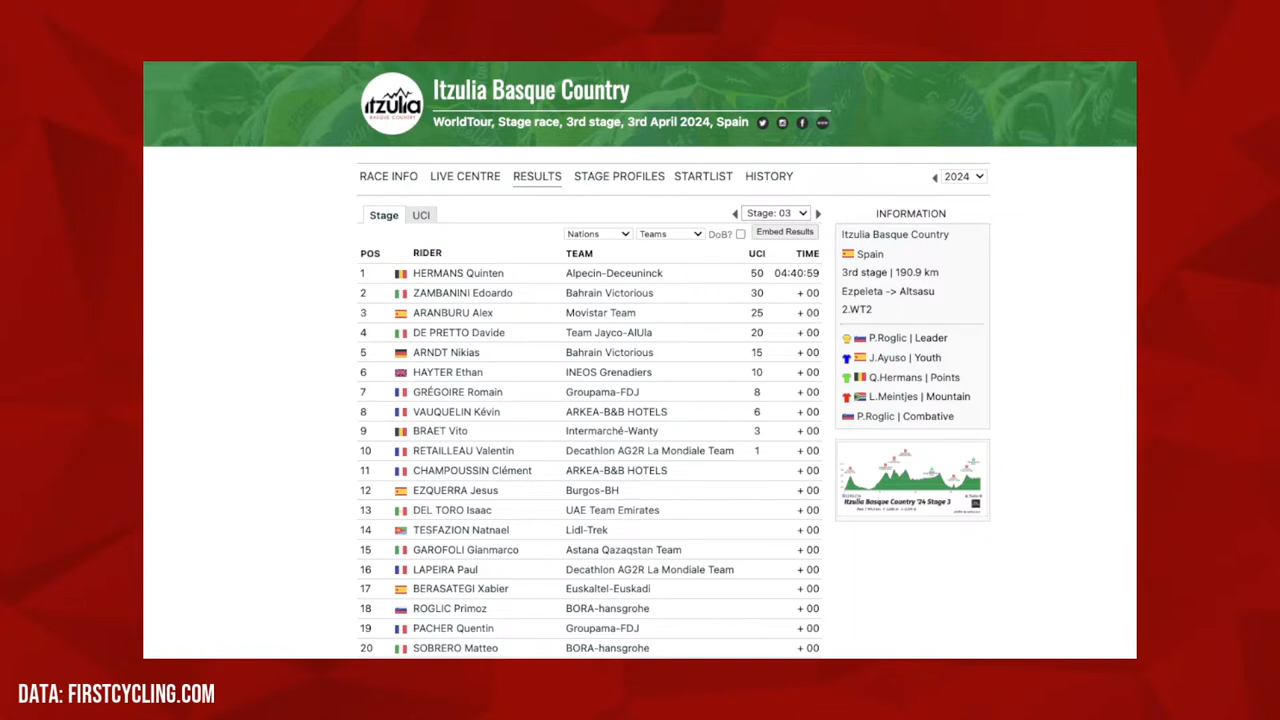 Itzulia Basque Country
itzulia
BASQUE COUNTRY
WorldTour, Stage race, 3rd stage, 3rd April 2024, Spain
RACE INFO LIVE CENTRE RESULTS STAGE PROFILES STARTLIST HISTORY 2024
Stage UCI Stage: 03
Nations Teams DoB? Embed Results
POS RIDER TEAM UCI TIME
1 HERMANS Quinten Alpecin-Deceuninck 50 04:40:59
2 ZAMBANINI Edoardo Bahrain Victorious 30 + 00
3 ARANBURU Alex Movistar Team 25 + 00
4 DE PRETTO Davide Team Jayco-AlUla 20 + 00
5 ARNDT Nikias Bahrain Victorious 15 + 00
6 HAYTER Ethan INEOS Grenadiers 10 + 00
7 GRÉGOIRE Romain Groupama-FDJ 8 + 00
8 VAUQUELIN Kévin ARKEA-B&B HOTELS 6 + 00
9 BRAET Vito Intermarché-Wanty 3 + 00
10 RETAILLEAU Valentin Decathlon AG2R La Mondiale Team 1 + 00
11 CHAMPOUSSIN Clément ARKEA-B&B HOTELS + 00
12 EZQUERRA Jesus Burgos-BH + 00
13 DEL TORO Isaac UAE Team Emirates + 00
14 TESFAZION Natnael Lidl-Trek + 00
15 GAROFOLI Gianmarco Astana Qazaqstan Team + 00
16 LAPEIRA Paul Decathlon AG2R La Mondiale Team + 00
17 BERASATEGI Xabier Euskaltel-Euskadi + 00
18 ROGLIC Primoz BORA-hansgrohe + 00
19 PACHER Quentin Groupama-FDJ + 00
20 SOBRERO Matteo BORA-hansgrohe + 00
INFORMATION
Itzulia Basque Country
Spain
3rd stage | 190.9 km
Ezpeleta -> Altsasu
2.WT2
P.Roglic | Leader
J.Ayuso | Youth
Q.Hermans | Points
L.Meintjes | Mountain
P.Roglic | Combative
Itzulia Basque Country '24 Stage 3
DATA: FIRSTCYCLING.COM